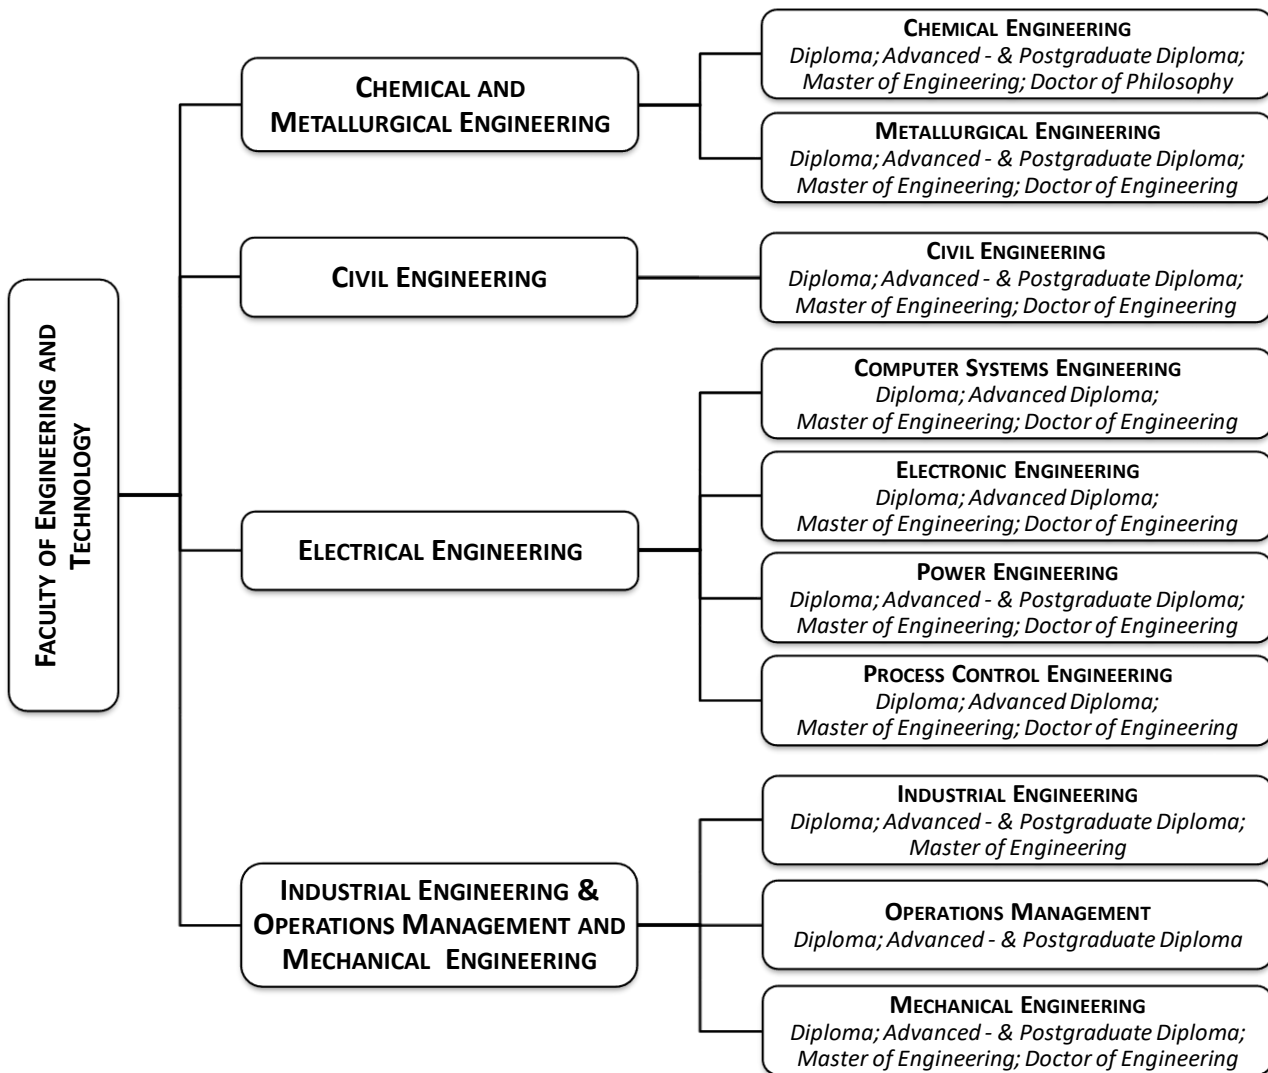 FACULTY OF ENGINEERING AND
TECHNOLOGY
CHEMICAL AND
METALLURGICAL ENGINEERING
CHEMICAL ENGINEERING
Diploma; Advanced - & Postgraduate Diploma;
Master of Engineering; Doctor of Philosophy
METALLURGICAL ENGINEERING
Diploma; Advanced - & Postgraduate Diploma;
Master of Engineering; Doctor of Engineering
CIVIL ENGINEERING
CIVIL ENGINEERING
Diploma; Advanced - & Postgraduate Diploma;
Master of Engineering; Doctor of Engineering
ELECTRICAL ENGINEERING
COMPUTER SYSTEMS ENGINEERING
Diploma; Advanced Diploma;
Master of Engineering; Doctor of Engineering
ELECTRONIC ENGINEERING
Diploma; Advanced Diploma;
Master of Engineering; Doctor of Engineering
POWER ENGINEERING
Diploma; Advanced - & Postgraduate Diploma;
Master of Engineering; Doctor of Engineering
PROCESS CONTROL ENGINEERING
Diploma; Advanced Diploma;
Master of Engineering; Doctor of Engineering
INDUSTRIAL ENGINEERING &
OPERATIONS MANAGEMENT AND
MECHANICAL ENGINEERING
INDUSTRIAL ENGINEERING
Diploma; Advanced - & Postgraduate Diploma;
Master of Engineering
OPERATIONS MANAGEMENT
Diploma; Advanced - & Postgraduate Diploma
MECHANICAL ENGINEERING
Diploma; Advanced - & Postgraduate Diploma;
Master of Engineering; Doctor of Engineering